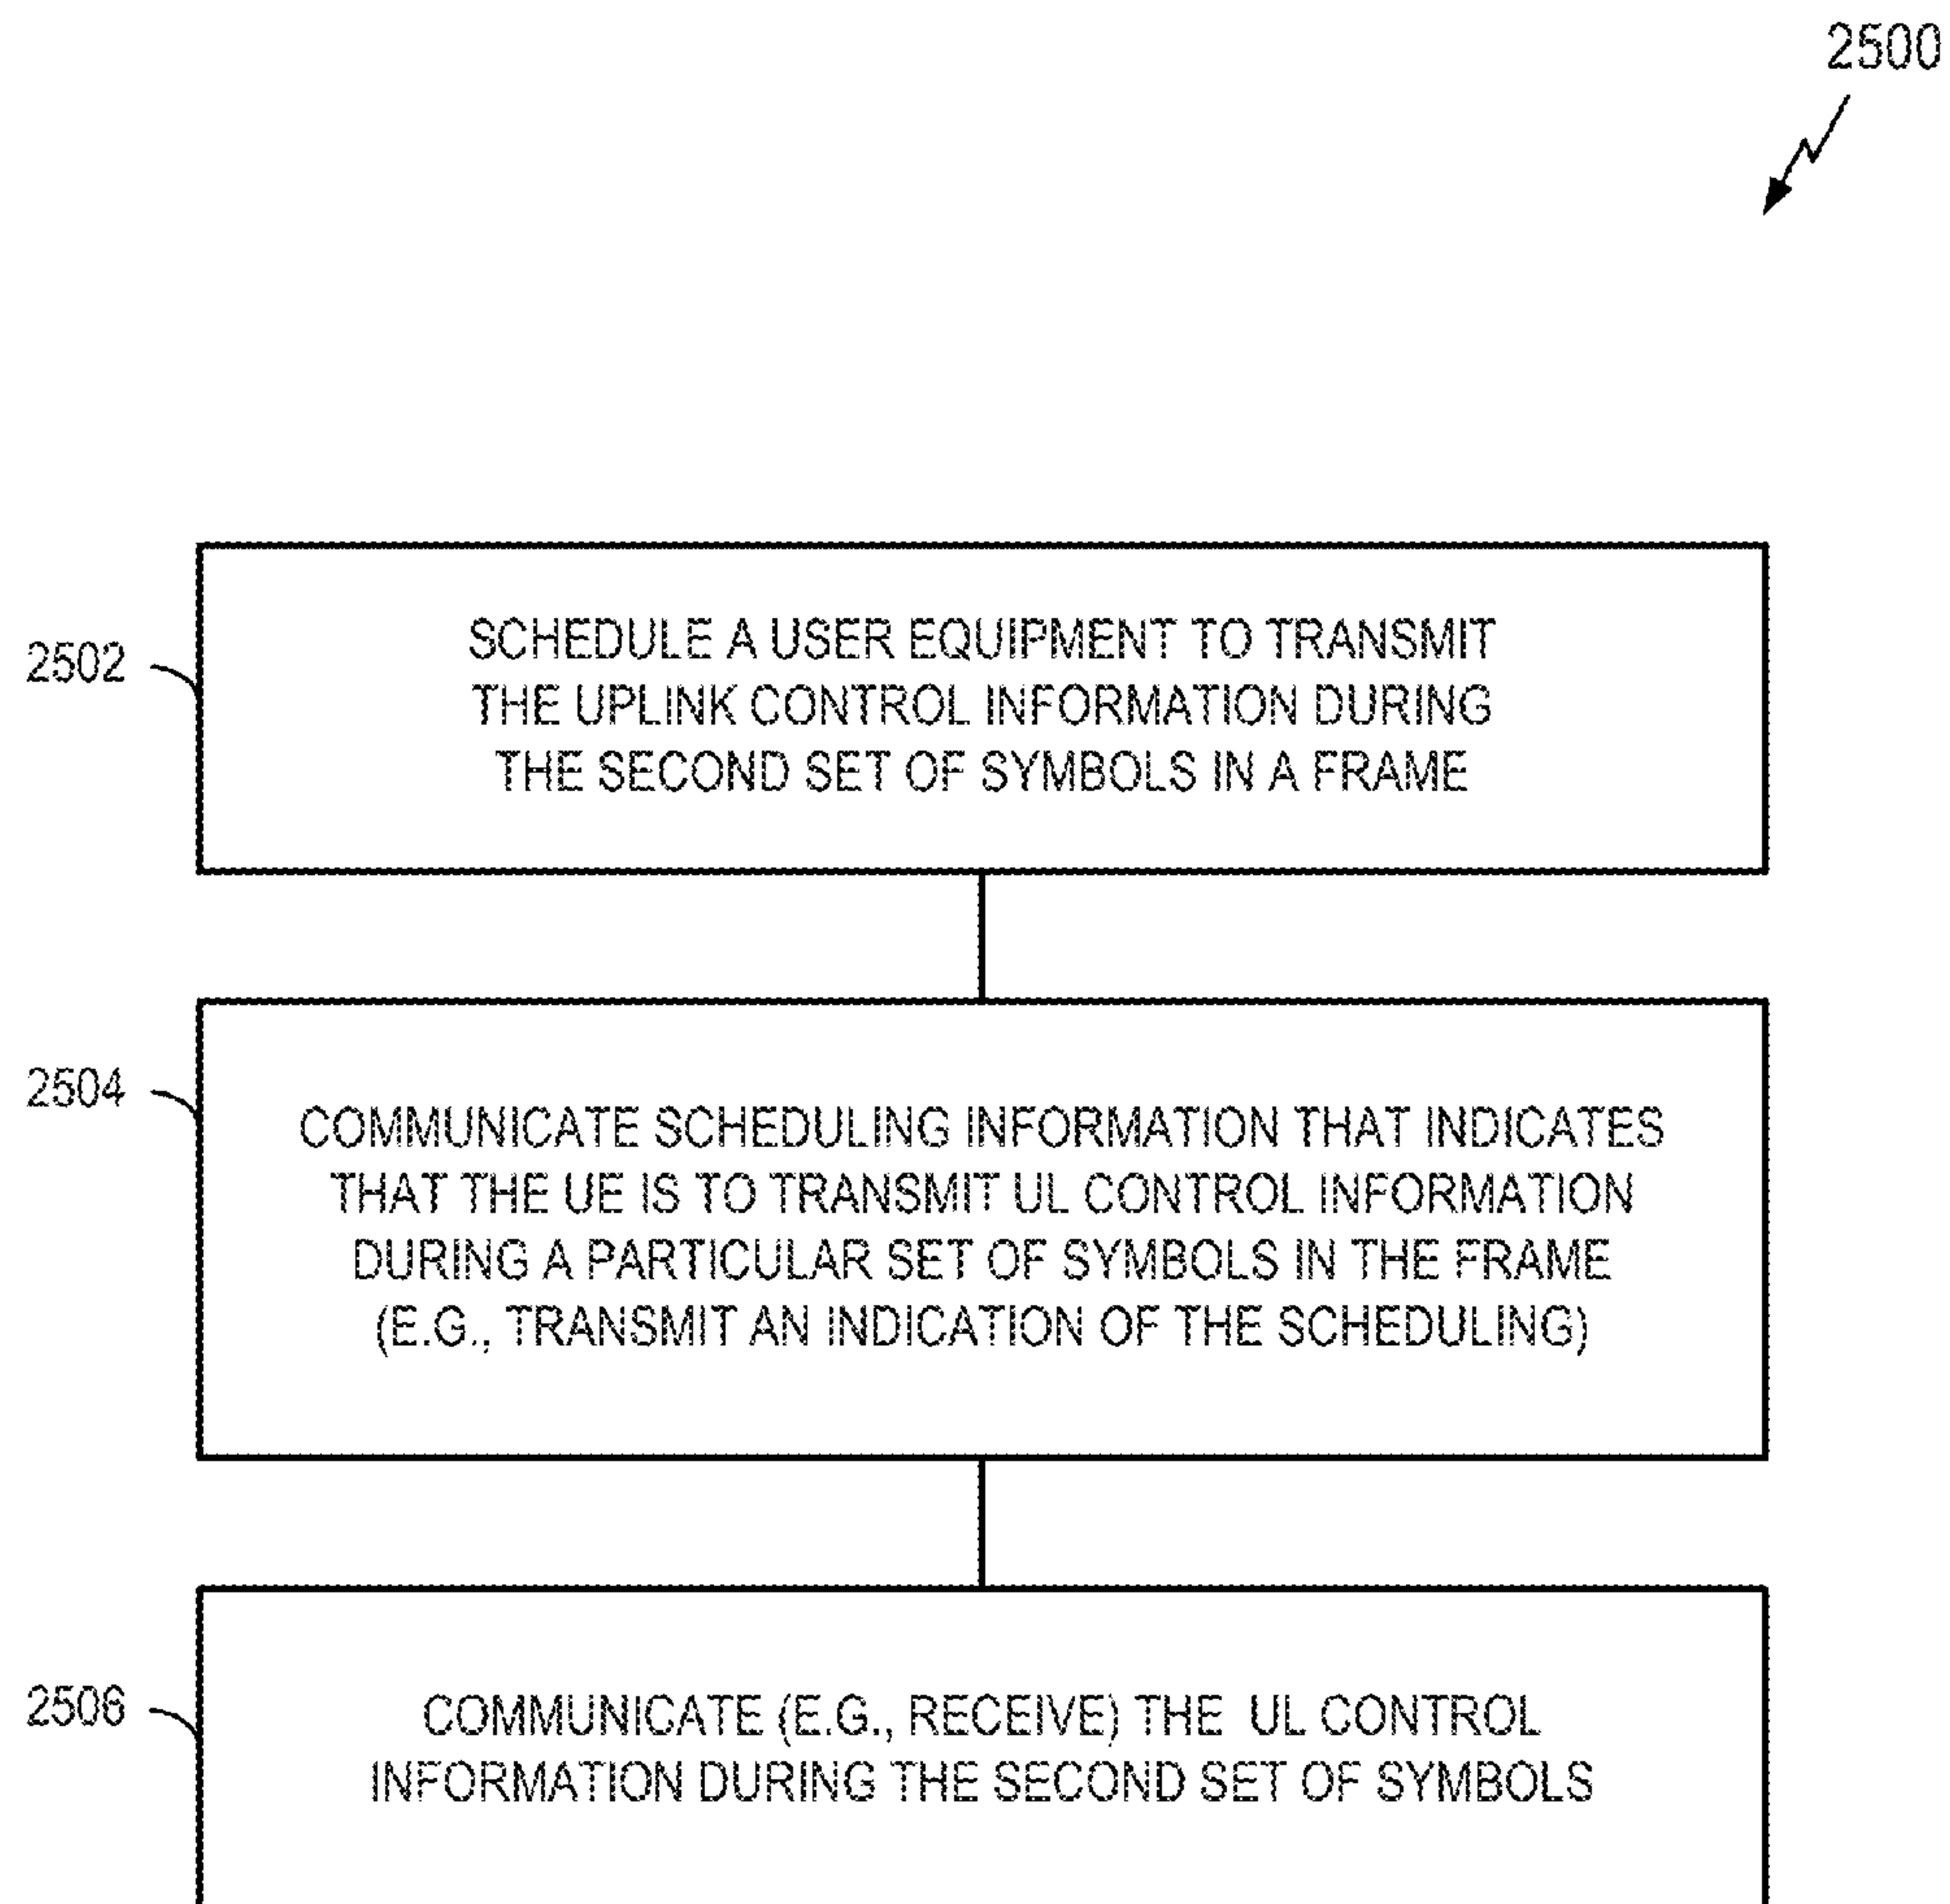 2500
2502
SCHEDULE A USER EQUIPMENT TO TRANSMIT
THE UPLINK CONTROL INFORMATION DURING
THE SECOND SET OF SYMBOLS IN A FRAME
2504
COMMUNICATE SCHEDULING INFORMATION THAT INDICATES
THAT THE UE IS TO TRANSMIT UL CONTROL INFORMATION
DURING A PARTICULAR SET OF SYMBOLS IN THE FRAME
(E.G., TRANSMIT AN INDICATION OF THE SCHEDULING)
2506
COMMUNICATE (E.G., RECEIVE) THE UL CONTROL
INFORMATION DURING THE SECOND SET OF SYMBOLS